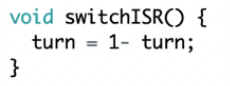 void switchISR() {
turn = 1- turn;
}